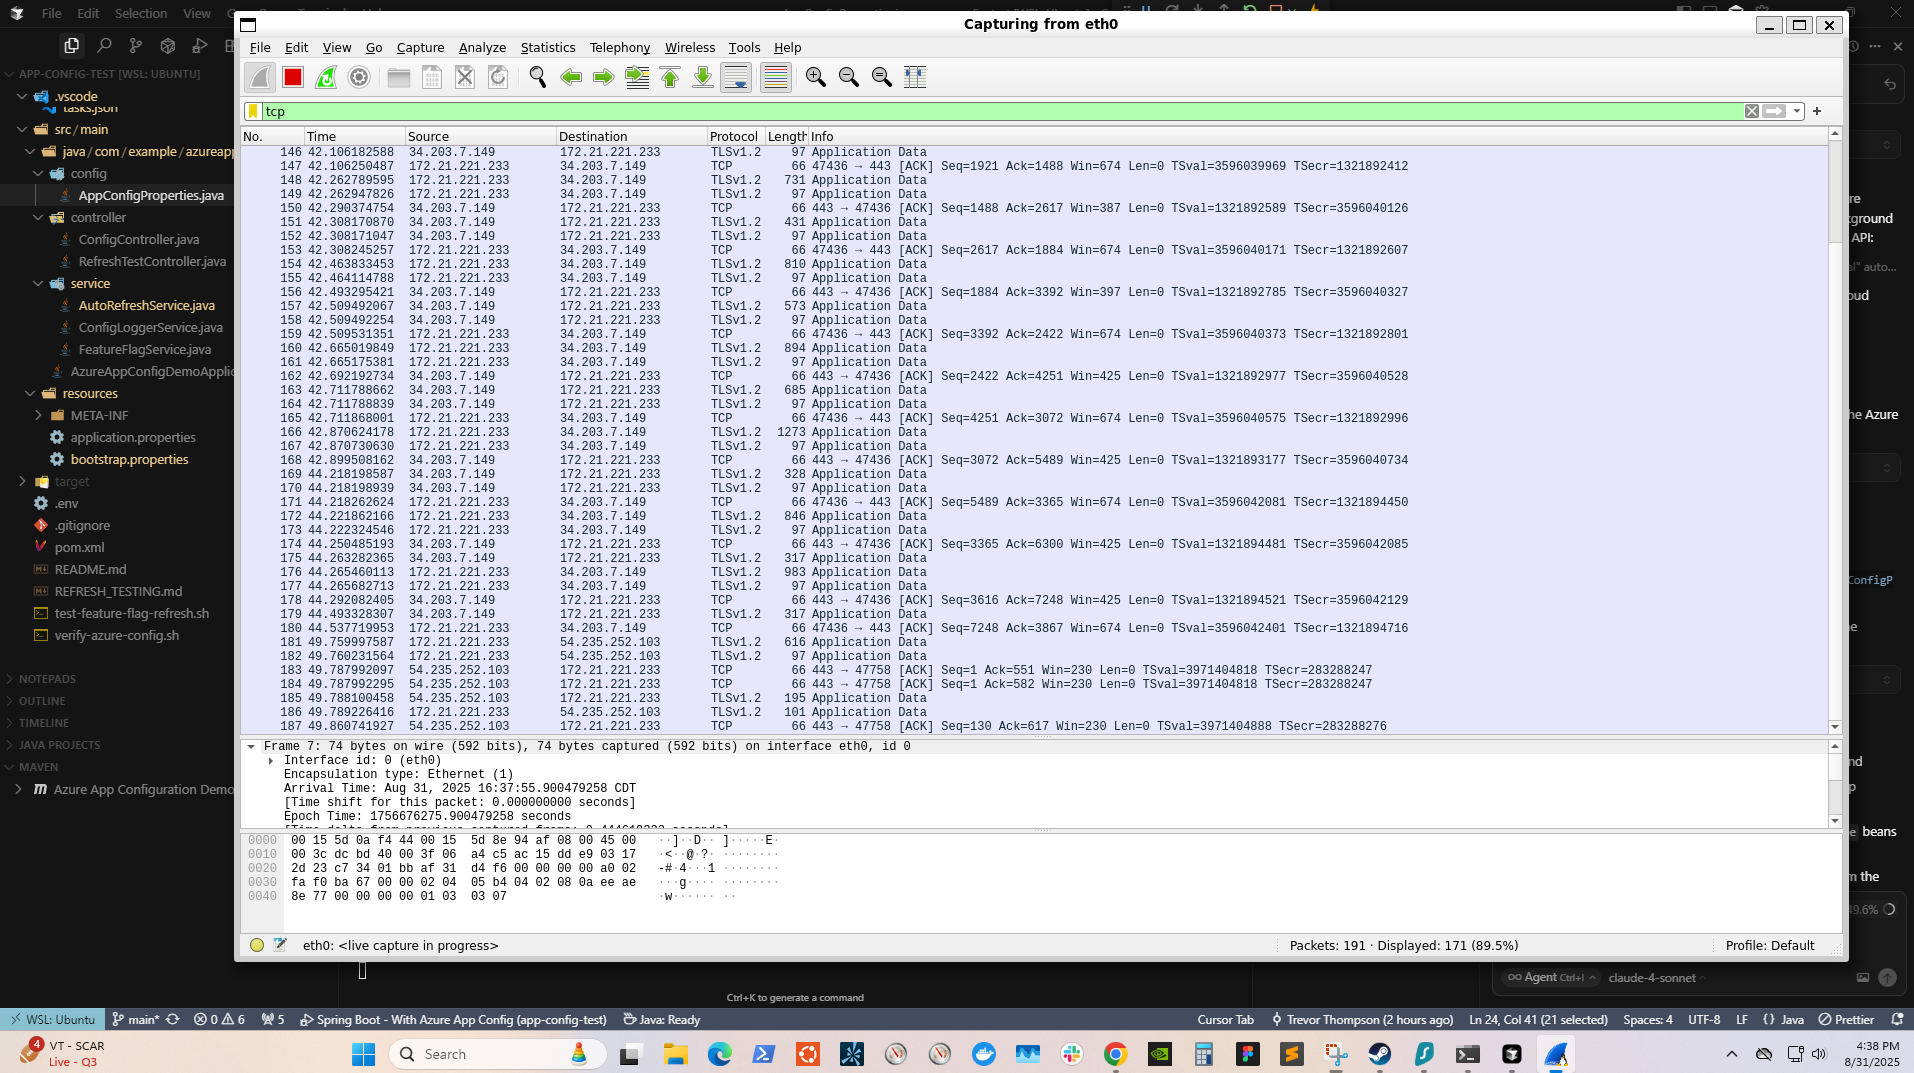 File Edit Selection View
Capturing from eth0
File Edit View Go Capture Analyze Statistics Telephony Wireless Tools Help
tcp
No. Time Source Destination Protocol Length Info
146 42.106182588 34.203.7.149 172.21.221.233 TLSv1.2 97 Application Data
147 42.106250487 172.21.221.233 34.203.7.149 TCP 66 47436 → 443 [ACK] Seq=1921 Ack=1488 Win=674 Len=0 TSval=3596039969 TSecr=1321892412
148 42.262789595 172.21.221.233 34.203.7.149 TLSv1.2 731 Application Data
149 42.262947826 172.21.221.233 34.203.7.149 TLSv1.2 97 Application Data
150 42.290374754 34.203.7.149 172.21.221.233 TCP 66 443 → 47436 [ACK] Seq=1488 Ack=2617 Win=387 Len=0 TSval=1321892589 TSecr=3596040126
151 42.308170870 34.203.7.149 172.21.221.233 TLSv1.2 431 Application Data
152 42.308171047 34.203.7.149 172.21.221.233 TLSv1.2 97 Application Data
153 42.308245257 172.21.221.233 34.203.7.149 TCP 66 47436 → 443 [ACK] Seq=2617 Ack=1884 Win=674 Len=0 TSval=3596040171 TSecr=1321892607
154 42.463833453 172.21.221.233 34.203.7.149 TLSv1.2 810 Application Data
155 42.464114788 172.21.221.233 34.203.7.149 TLSv1.2 97 Application Data
156 42.493295421 34.203.7.149 172.21.221.233 TCP 66 443 → 47436 [ACK] Seq=1884 Ack=3392 Win=397 Len=0 TSval=1321892785 TSecr=3596040327
157 42.509492067 34.203.7.149 172.21.221.233 TLSv1.2 573 Application Data
158 42.509492254 34.203.7.149 172.21.221.233 TLSv1.2 97 Application Data
159 42.509531351 172.21.221.233 34.203.7.149 TCP 66 47436 → 443 [ACK] Seq=3392 Ack=2422 Win=674 Len=0 TSval=3596040373 TSecr=1321892801
160 42.665019849 172.21.221.233 34.203.7.149 TLSv1.2 894 Application Data
161 42.665175381 172.21.221.233 34.203.7.149 TLSv1.2 97 Application Data
162 42.692192734 34.203.7.149 172.21.221.233 TCP 66 443 → 47436 [ACK] Seq=2422 Ack=4251 Win=425 Len=0 TSval=1321892977 TSecr=3596040528
163 42.711788662 34.203.7.149 172.21.221.233 TLSv1.2 685 Application Data
164 42.711788839 34.203.7.149 172.21.221.233 TLSv1.2 97 Application Data
165 42.711868001 172.21.221.233 34.203.7.149 TCP 66 47436 → 443 [ACK] Seq=4251 Ack=3072 Win=674 Len=0 TSval=3596040575 TSecr=1321892996
166 42.870624178 172.21.221.233 34.203.7.149 TLSv1.2 1273 Application Data
167 42.870730630 172.21.221.233 34.203.7.149 TLSv1.2 97 Application Data
168 42.899508162 34.203.7.149 172.21.221.233 TCP 66 443 → 47436 [ACK] Seq=3072 Ack=5489 Win=425 Len=0 TSval=1321893177 TSecr=3596040734
169 44.218198587 34.203.7.149 172.21.221.233 TLSv1.2 328 Application Data
170 44.218198939 34.203.7.149 172.21.221.233 TLSv1.2 97 Application Data
171 44.218262624 172.21.221.233 34.203.7.149 TCP 66 47436 → 443 [ACK] Seq=5489 Ack=3365 Win=674 Len=0 TSval=3596042081 TSecr=1321894450
172 44.221862166 172.21.221.233 34.203.7.149 TLSv1.2 846 Application Data
173 44.222324546 172.21.221.233 34.203.7.149 TLSv1.2 97 Application Data
174 44.250485193 34.203.7.149 172.21.221.233 TCP 66 443 → 47436 [ACK] Seq=3365 Ack=6300 Win=425 Len=0 TSval=1321894481 TSecr=3596042085
175 44.263282365 34.203.7.149 172.21.221.233 TLSv1.2 317 Application Data
176 44.265460113 172.21.221.233 34.203.7.149 TLSv1.2 983 Application Data
177 44.265682713 172.21.221.233 34.203.7.149 TLSv1.2 97 Application Data
178 44.292082405 34.203.7.149 172.21.221.233 TCP 66 443 → 47436 [ACK] Seq=3616 Ack=7248 Win=425 Len=0 TSval=1321894521 TSecr=3596042129
179 44.493328307 34.203.7.149 172.21.221.233 TLSv1.2 317 Application Data
180 44.537719953 172.21.221.233 34.203.7.149 TCP 66 47436 → 443 [ACK] Seq=7248 Ack=3867 Win=674 Len=0 TSval=3596042401 TSecr=1321894716
181 49.759997587 172.21.221.233 54.235.252.103 TLSv1.2 616 Application Data
182 49.760231564 172.21.221.233 54.235.252.103 TLSv1.2 97 Application Data
183 49.787992097 54.235.252.103 172.21.221.233 TCP 66 443 → 47758 [ACK] Seq=1 Ack=551 Win=230 Len=0 TSval=3971404818 TSecr=283288247
184 49.787992295 54.235.252.103 172.21.221.233 TCP 66 443 → 47758 [ACK] Seq=1 Ack=582 Win=230 Len=0 TSval=3971404818 TSecr=283288247
185 49.788100458 54.235.252.103 172.21.221.233 TLSv1.2 195 Application Data
186 49.789226416 172.21.221.233 54.235.252.103 TLSv1.2 101 Application Data
187 49.860741927 54.235.252.103 172.21.221.233 TCP 66 443 → 47758 [ACK] Seq=130 Ack=617 Win=230 Len=0 TSval=3971404888 TSecr=283288276
Frame 7: 74 bytes on wire (592 bits), 74 bytes captured (592 bits) on interface eth0, id 0
Interface id: 0 (eth0)
Encapsulation type: Ethernet (1)
Arrival Time: Aug 31, 2025 16:37:55.900479258 CDT
[Time shift for this packet: 0.000000000 seconds]
Epoch Time: 1756676275.900479258 seconds
0000 00 15 5d 0a f4 44 00 15 5d 8e 94 af 08 00 45 00 ··]··D·· ]·····E·
0010 00 3c dc bd 40 00 3f 06 a4 c5 ac 15 dd e9 03 17 ·<··@·?· ········
0020 2d 23 c7 34 01 bb af 31 d4 f6 00 00 00 00 a0 02 -#·4···1 ········
0030 fa f0 ba 67 00 00 02 04 05 b4 04 02 08 0a ee ae ···g···· ········
0040 8e 77 00 00 00 00 01 03 03 07 ·w······ ··
eth0: <live capture in progress>
Packets: 191 · Displayed: 171 (89.5%)
Profile: Default
APP-CONFIG-TEST [WSL: UBUNTU]
.vscode
tasks.json
src / main
java / com / example / azureapp
config
AppConfigProperties.java
controller
ConfigController.java
RefreshTestController.java
service
AutoRefreshService.java
ConfigLoggerService.java
FeatureFlagService.java
AzureAppConfigDemoApplic
resources
META-INF
application.properties
bootstrap.properties
target
.env
.gitignore
pom.xml
README.md
REFRESH_TESTING.md
test-feature-flag-refresh.sh
verify-azure-config.sh
NOTEPADS
OUTLINE
TIMELINE
JAVA PROJECTS
MAVEN
Azure App Configuration Demo
re
ground
API:
al" auto...
oud
he Azure
ConfigP
ne
nd
p
beans
m the
49.6%
Ctrl+K to generate a command
Agent Ctrl+I
claude-4-sonnet
WSL: Ubuntu main* 0 6 5 Spring Boot - With Azure App Config (app-config-test) Java: Ready Cursor Tab Trevor Thompson (2 hours ago) Ln 24, Col 41 (21 selected) Spaces: 4 UTF-8 LF {} Java Prettier
4
VT - SCAR
Live - Q3
Search
4:38 PM
8/31/2025